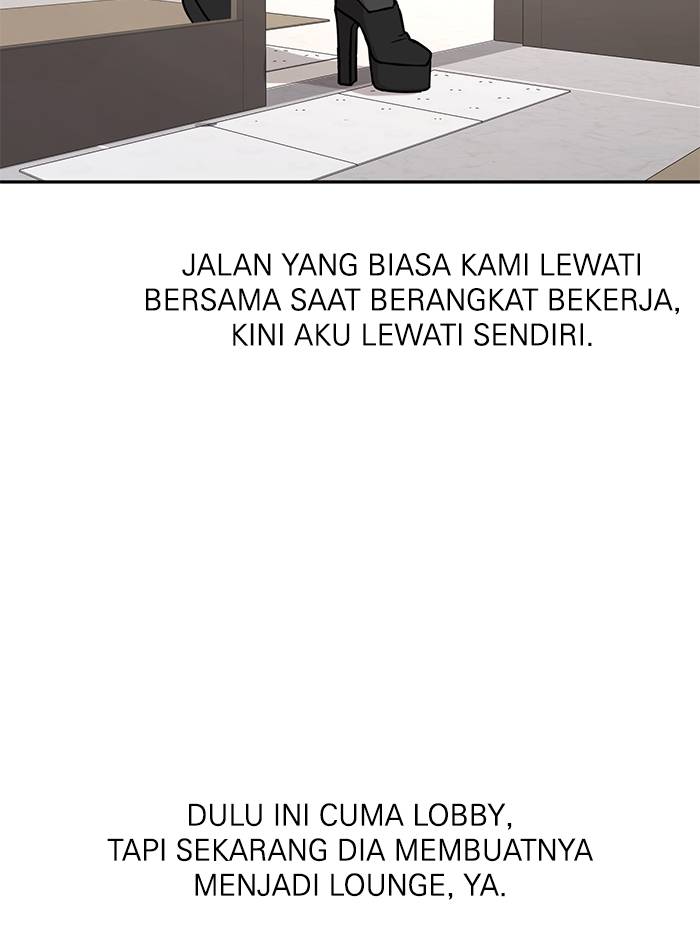 JALAN YANG BIASA KAMI LEWATI
BERSAMA SAAT BERANGKAT BEKERJA,
KINI AKU LEWATI SENDIRI.
DULU INI CUMA LOBBY,
TAPI SEKARANG DIA MEMBUATNYA
MENJADI LOUNGE, YA.